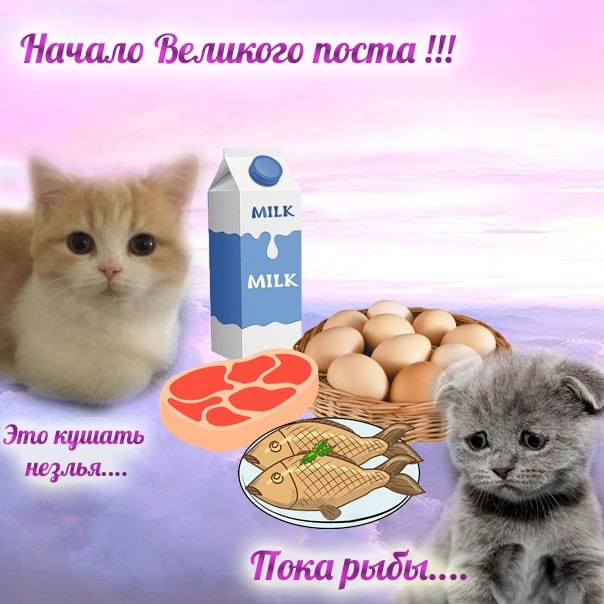 Начало Великого поста !!!
MILK
MILK
Это кушать
незлья....
Пока рыбы....